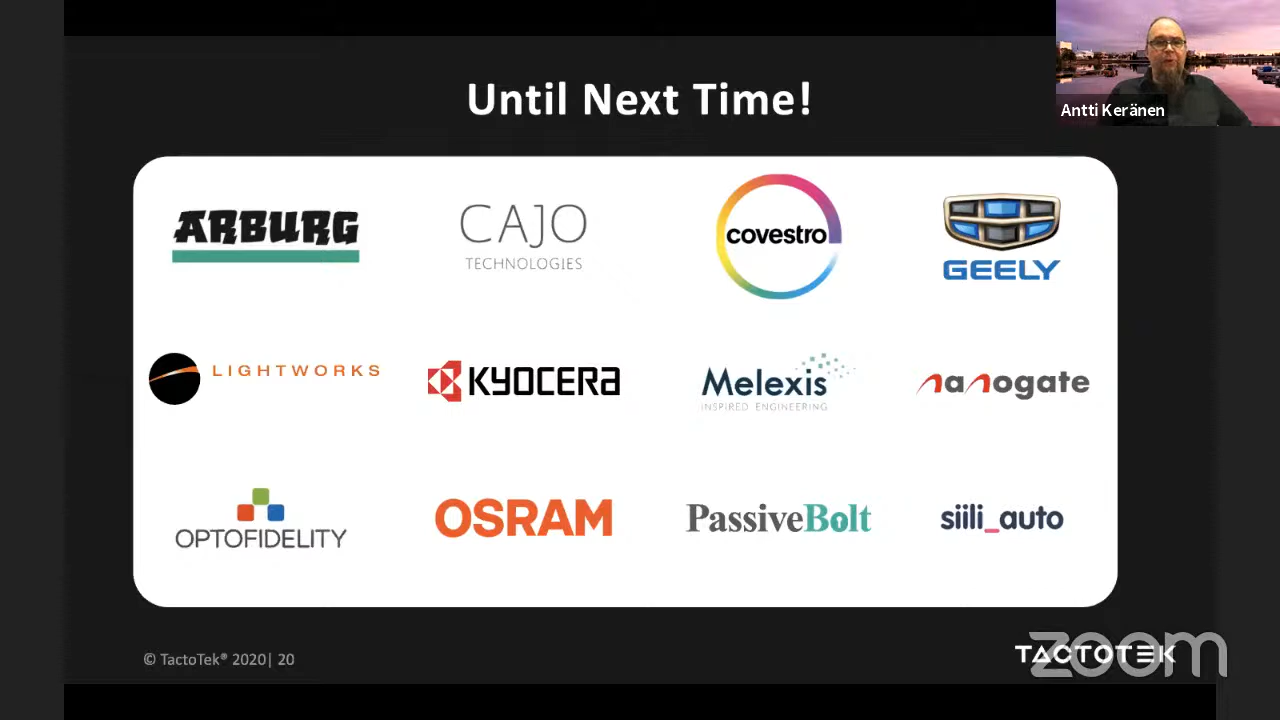 Antti Keränen
Until Next Time!
ARBURG
CAJO
TECHNOLOGIES
covestro
GEELY
LIGHTWORKS
KYOCERA
Melexis
INSPIRED ENGINEERING
nanogate
OPTOFIDELITY
OSRAM
PassiveBolt
siili_auto
© TactoTek® 2020| 20
TACTOTEK
zoom